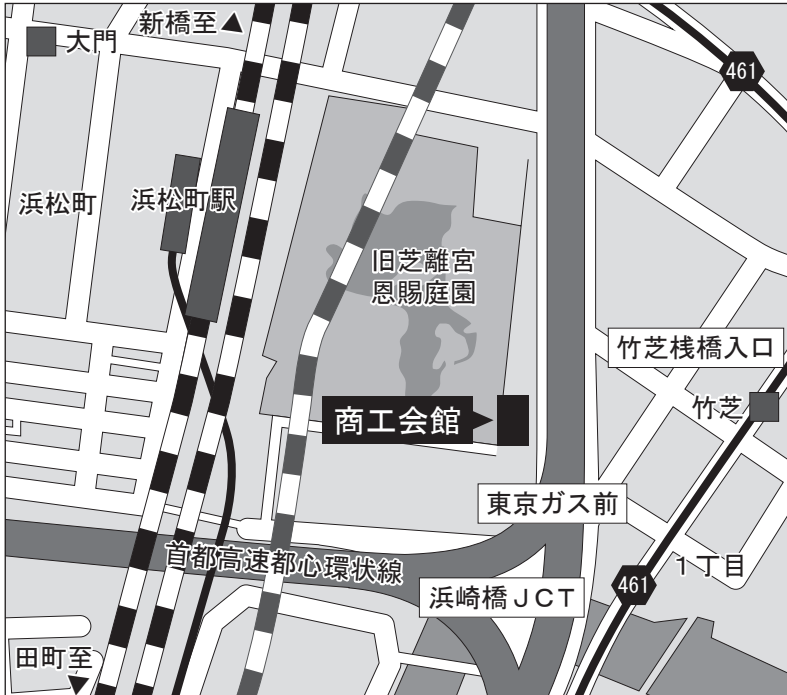 新橋至▲
大門
461
浜松町
浜松町駅
旧芝離宮
恩賜庭園
竹芝桟橋入口
竹芝
商工会館
東京ガス前
首都高速都心環状線
1丁目
461
浜崎橋JCT
田町至
▼